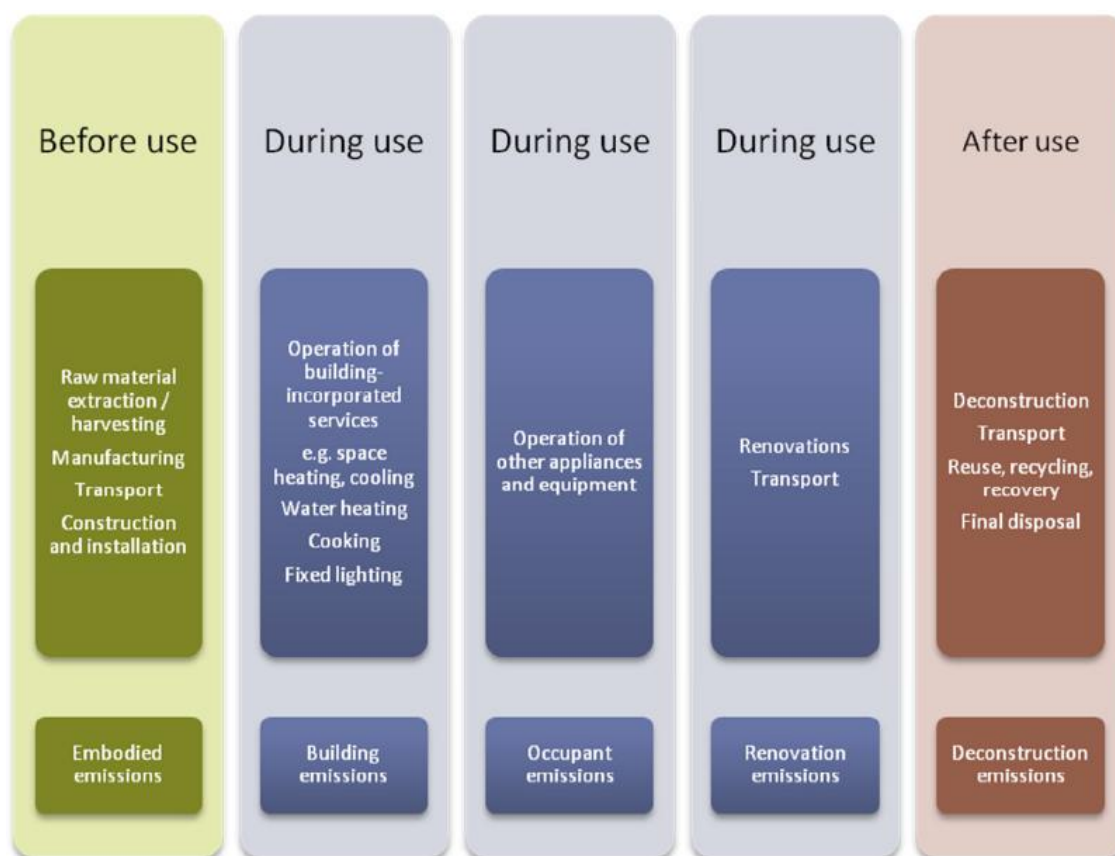 Before use
Raw material
extraction /
harvesting
Manufacturing
Transport
Construction
and installation
Embodied
emissions
During use
Operation of
building-
incorporated
services
e.g. space
heating, cooling
Water heating
Cooking
Fixed lighting
Building
emissions
During use
Operation of
other appliances
and equipment
Occupant
emissions
During use
Renovations
Transport
Renovation
emissions
After use
Deconstruction
Transport
Reuse, recycling,
recovery
Final disposal
Deconstruction
emissions